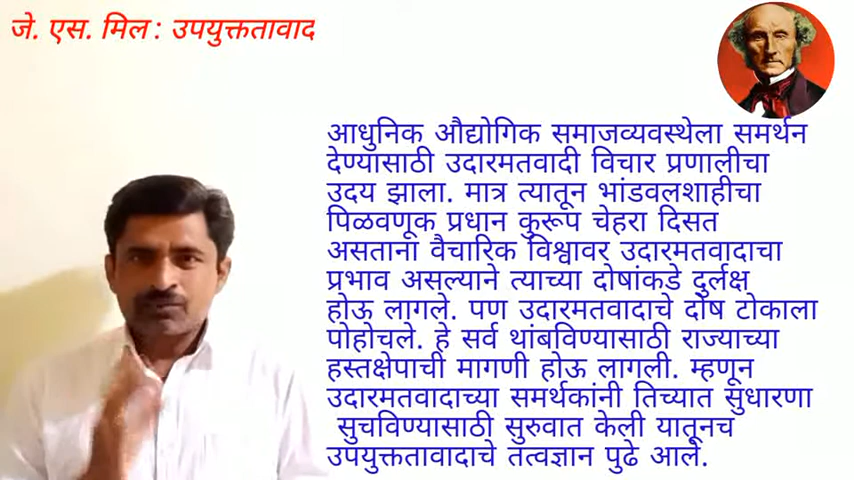 जे. एस. मिल : उपयुक्ततावाद
आधुनिक औद्योगिक समाजव्यवस्थेला समर्थन
देण्यासाठी उदारमतवादी विचार प्रणालीचा
उदय झाला. मात्र त्यातून भांडवलशाहीचा
पिळवणूक प्रधान कुरूप चेहरा दिसत
असताना वैचारिक विश्वावर उदारमतवादाचा
प्रभाव असल्याने त्याच्या दोषांकडे दुर्लक्ष
होऊ लागले. पण उदारमतवादाचे दोष टोकाला
पोहोचले. हे सर्व थांबविण्यासाठी राज्याच्या
हस्तक्षेपाची मागणी होऊ लागली. म्हणून
उदारमतवादाच्या समर्थकांनी तिच्यात सुधारणा
सुचविण्यासाठी सुरुवात केली यातूनच
उपयुक्ततावादाचे तत्वज्ञान पुढे आले.